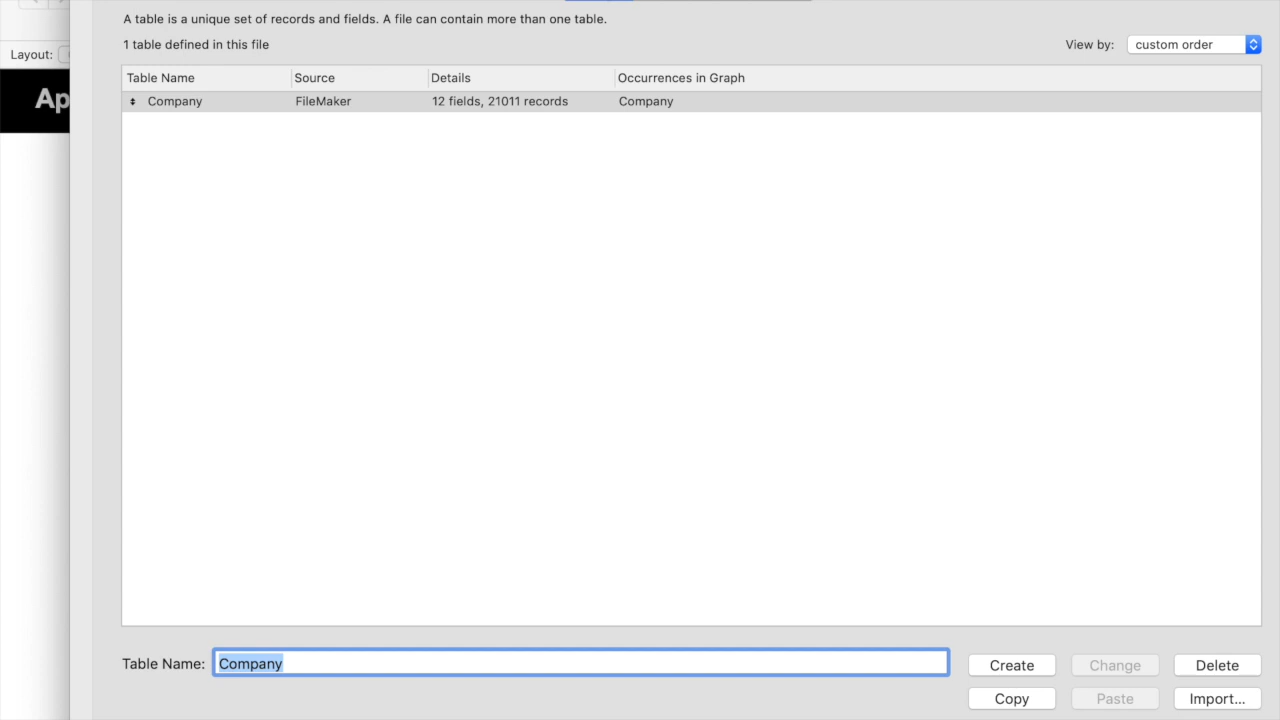 A table is a unique set of records and fields. A file can contain more than one table.
1 table defined in this file View by: custom order
Layout:
Table Name Source Details Occurrences in Graph
Company FileMaker 12 fields, 21011 records Company
Ap
Table Name: Company Create Change Delete
Copy Paste Import...